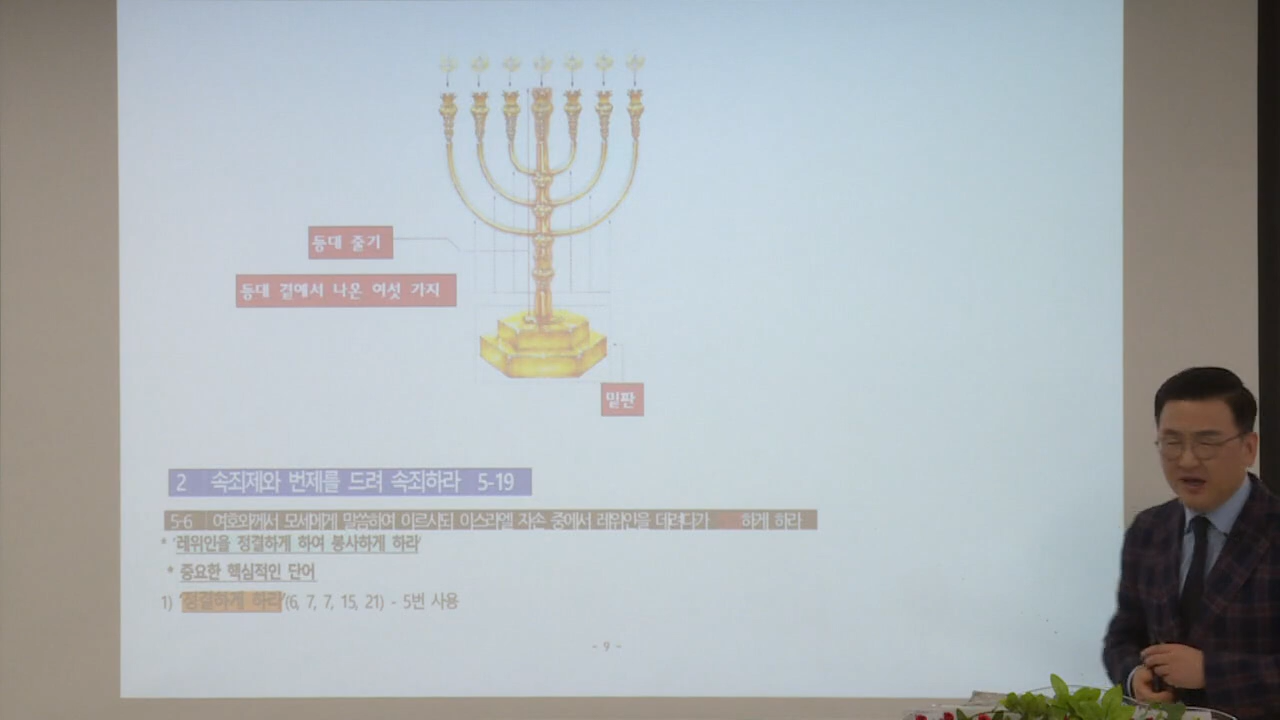 등대 줄기
등대 곁에서 나온 여섯 가지
밑판
2 속죄제와 번제를 드려 속죄하라 5-19
5-6 여호와께서 모세에게 말씀하여 이르시되 이스라엘 자손 중에서 레위인을 데려다가 하게 하라
* '레위인을 정결하게 하여 봉사하게 하라'
* 중요한 핵심적인 단어
1) '정결하게 하라'(6, 7, 7, 15, 21) - 5번 사용
- 9 -